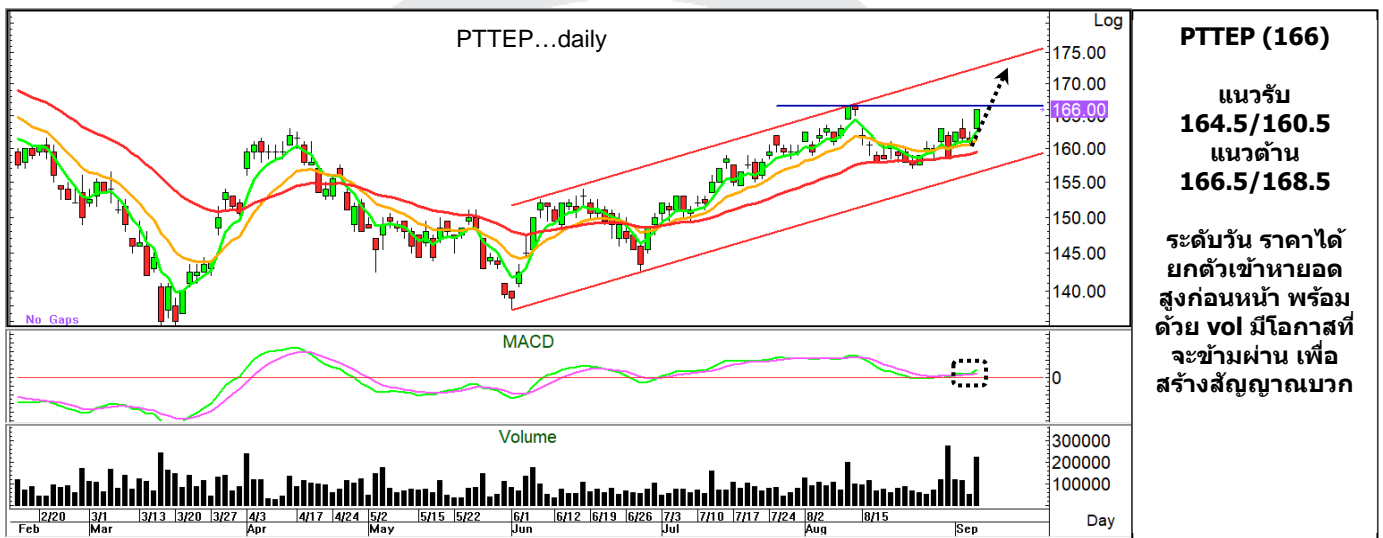 PTTEP...daily
Log
175.00
170.00
166.00
165.00
160.00
155.00
150.00
145.00
140.00
No Gaps
MACD
0
Volume
300000
200000
100000
2/20 3/1 3/13 3/20 3/27 4/3 4/17 4/24 5/2 5/15 5/22 6/1 6/12 6/19 6/26 7/3 7/10 7/17 7/24 8/2 8/15
Feb Mar Apr May Jun Jul Aug Sep
Day
PTTEP (166)
แนวรับ
164.5/160.5
แนวต้าน
166.5/168.5
ระดับวัน ราคาได้
ยกตัวเข้าหายอด
สูงก่อนหน้า พร้อม
ด้วย vol มีโอกาสที่
จะข้ามผ่าน เพื่อ
สร้างสัญญาณบวก